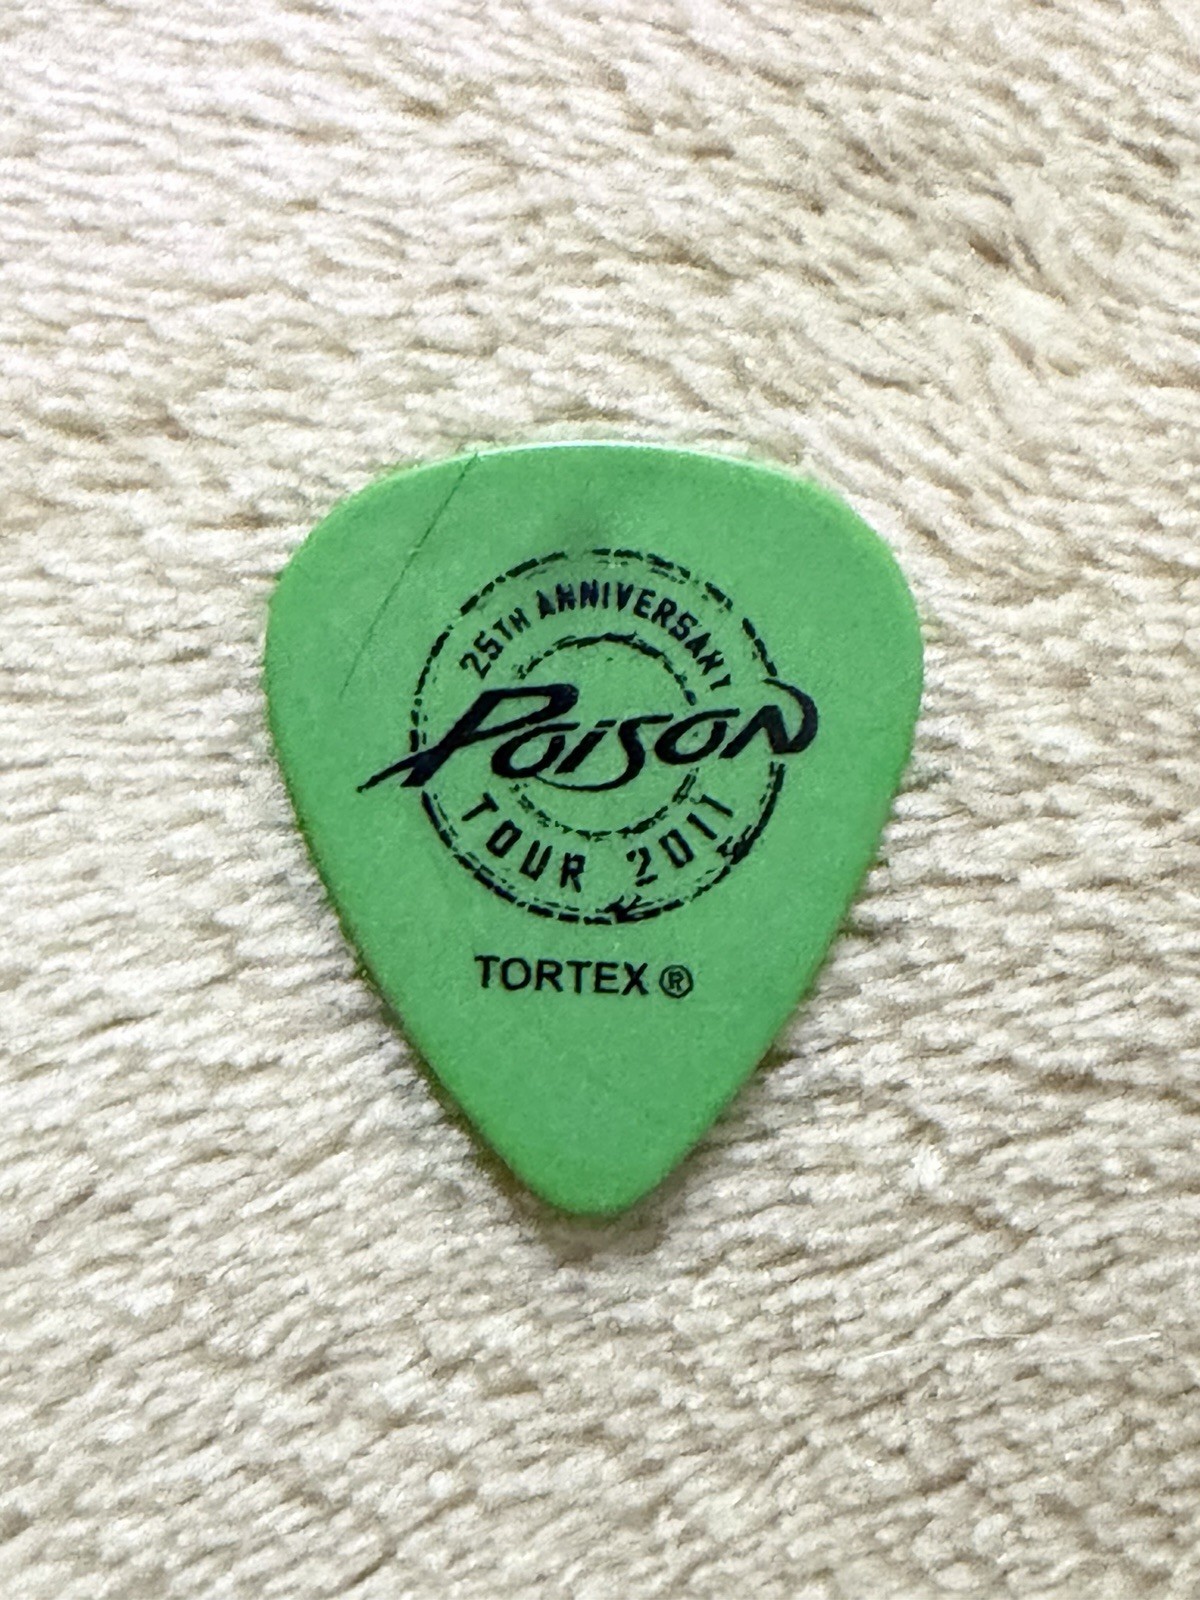 25TH ANNIVERSARY
POISON
TOUR 2011
TORTEX ®